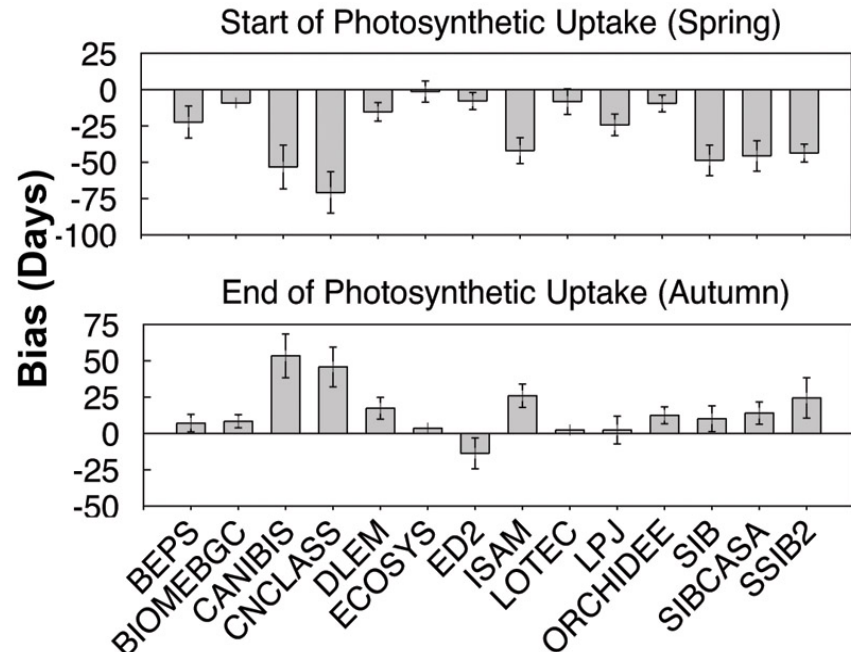 Start of Photosynthetic Uptake (Spring)
25
0
-25
-50
-75
-100
Bias (Days)
End of Photosynthetic Uptake (Autumn)
75
50
25
0
-25
-50
BEPS
BIOMEBGC
CANIBIS
CNCLASS
DLEM
ECOSYS
ED2
ISAM
LOTEC
LPJ
ORCHIDEE
SIB
SIBCASA
SSIB2